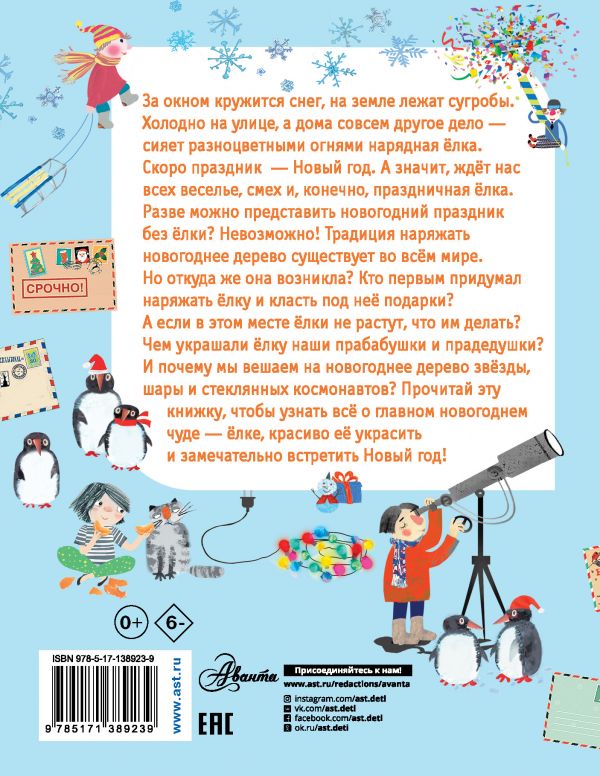 За окном кружится снег, на земле лежат сугробы.
Холодно на улице, а дома совсем другое дело —
сияет разноцветными огнями нарядная ёлка.
Скоро праздник — Новый год. А значит, ждёт нас
всех веселье, смех и, конечно, праздничная ёлка.
Разве можно представить новогодний праздник
без ёлки? Невозможно! Традиция наряжать
новогоднее дерево существует во всём мире.
Но откуда же она возникла? Кто первым придумал
наряжать ёлку и класть под неё подарки?
А если в этом месте ёлки не растут, что им делать?
Чем украшали ёлку наши прабабушки и прадедушки?
И почему мы вешаем на новогоднее дерево звёзды,
шары и стеклянных космонавтов? Прочитай эту
книжку, чтобы узнать всё о главном новогоднем
чуде — ёлке, красиво её украсить
и замечательно встретить Новый год!
СРОЧНО!
0+
6-
ISBN 978-5-17-138923-9
9 785171 389239
www.ast.ru
EAC
Аванта
Присоединяйтесь к нам!
www.ast.ru/redactions/avanta
instagram.com/ast.deti
vk.com/ast.deti
facebook.com/ast.deti
ok.ru/ast.deti